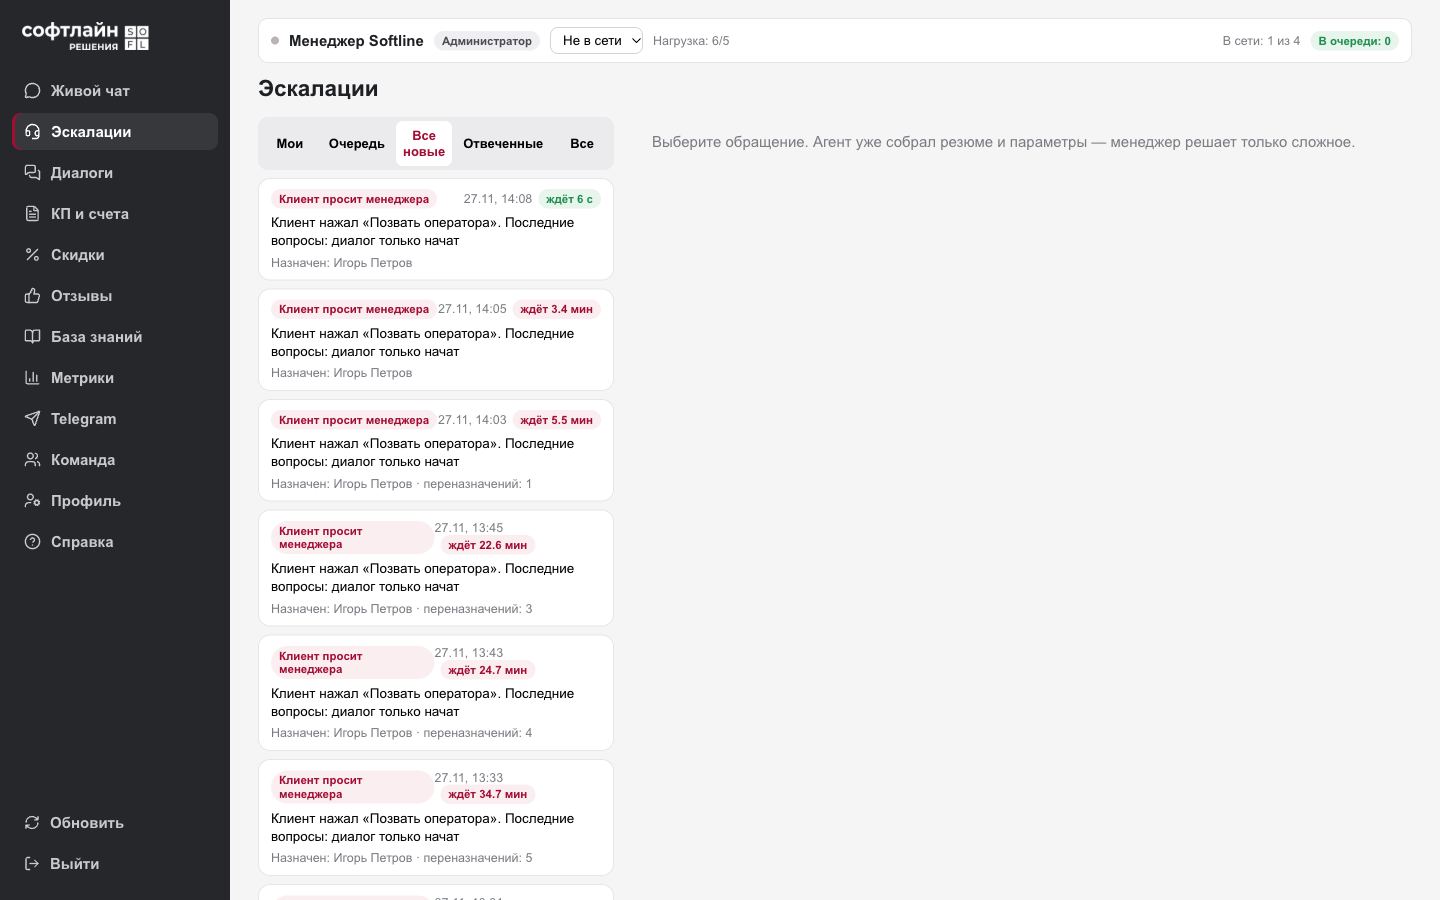 софтлайн
РЕШЕНИЯ
SO
FL
Живой чат
Эскалации
Диалоги
КП и счета
Скидки
Отзывы
База знаний
Метрики
Telegram
Команда
Профиль
Справка
Обновить
Выйти
Менеджер Softline Администратор Не в сети Нагрузка: 6/5 В сети: 1 из 4 В очереди: 0
Эскалации
Мои Очередь Все новые Отвеченные Все
Выберите обращение. Агент уже собрал резюме и параметры — менеджер решает только сложное.
Клиент просит менеджера 27.11, 14:08 ждёт 6 с
Клиент нажал «Позвать оператора». Последние
вопросы: диалог только начат
Назначен: Игорь Петров
Клиент просит менеджера 27.11, 14:05 ждёт 3.4 мин
Клиент нажал «Позвать оператора». Последние
вопросы: диалог только начат
Назначен: Игорь Петров
Клиент просит менеджера 27.11, 14:03 ждёт 5.5 мин
Клиент нажал «Позвать оператора». Последние
вопросы: диалог только начат
Назначен: Игорь Петров · переназначений: 1
Клиент просит
менеджера
27.11, 13:45
ждёт 22.6 мин
Клиент нажал «Позвать оператора». Последние
вопросы: диалог только начат
Назначен: Игорь Петров · переназначений: 3
Клиент просит
менеджера
27.11, 13:43
ждёт 24.7 мин
Клиент нажал «Позвать оператора». Последние
вопросы: диалог только начат
Назначен: Игорь Петров · переназначений: 4
Клиент просит
менеджера
27.11, 13:33
ждёт 34.7 мин
Клиент нажал «Позвать оператора». Последние
вопросы: диалог только начат
Назначен: Игорь Петров · переназначений: 5